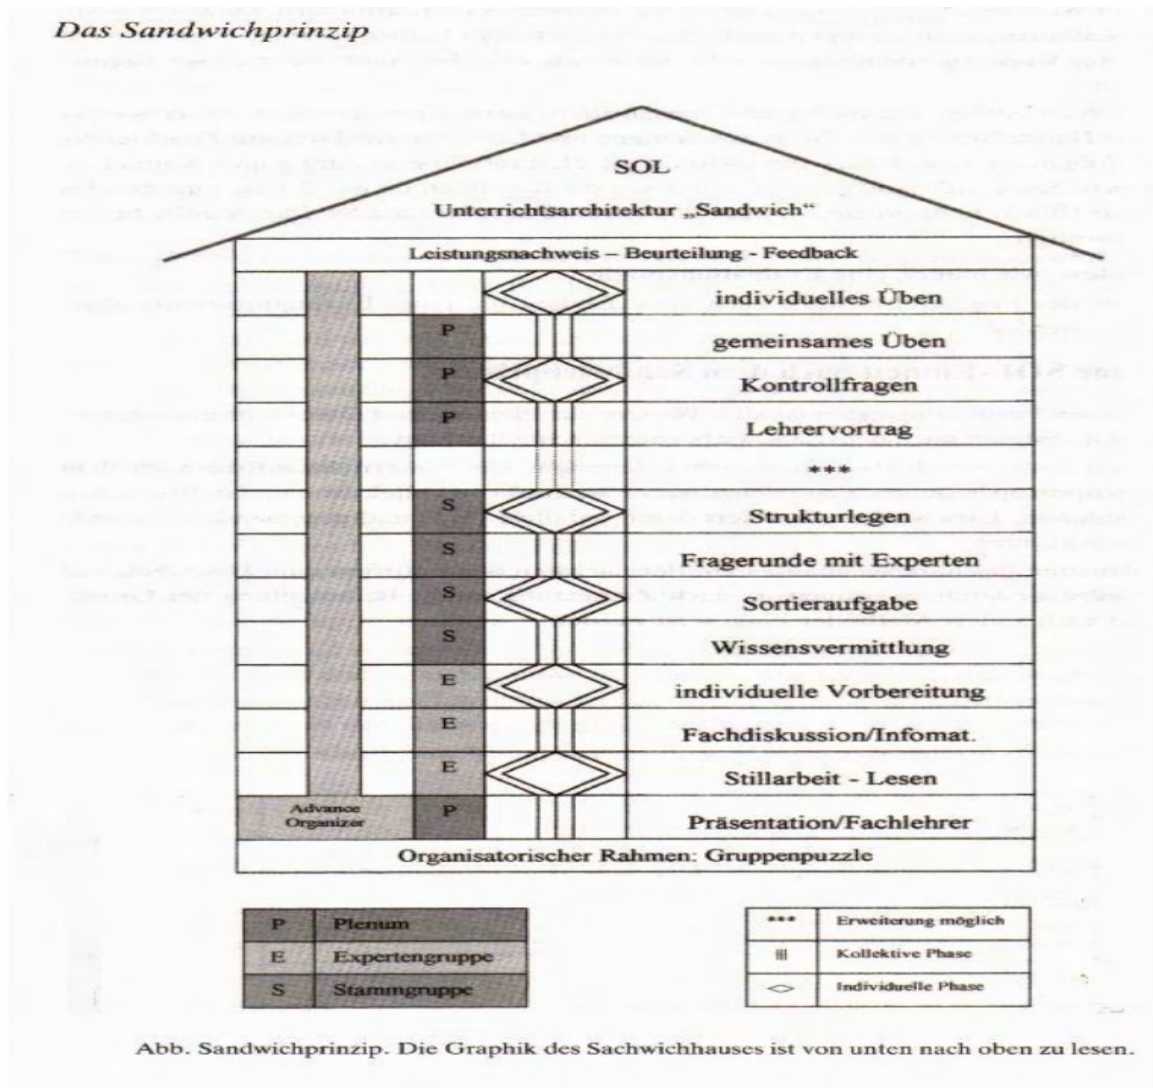 Das Sandwichprinzip
SOL
Unterrichtsarchitektur „Sandwich“
Leistungsnachweis - Beurteilung - Feedback
individuelles Üben
P gemeinsames Üben
P Kontrollfragen
P Lehrervortrag
***
S Strukturlegen
S Fragerunde mit Experten
S Sortieraufgabe
S Wissensvermittlung
E individuelle Vorbereitung
E Fachdiskussion/Infomat.
E Stillarbeit - Lesen
Advance
Organizer
P Präsentation/Fachlehrer
Organisatorischer Rahmen: Gruppenpuzzle
P Plenum
E Expertengruppe
S Stammgruppe
*** Erweiterung möglich
Kollektive Phase
Individuelle Phase
Abb. Sandwichprinzip. Die Graphik des Sachwichhauses ist von unten nach oben zu lesen.